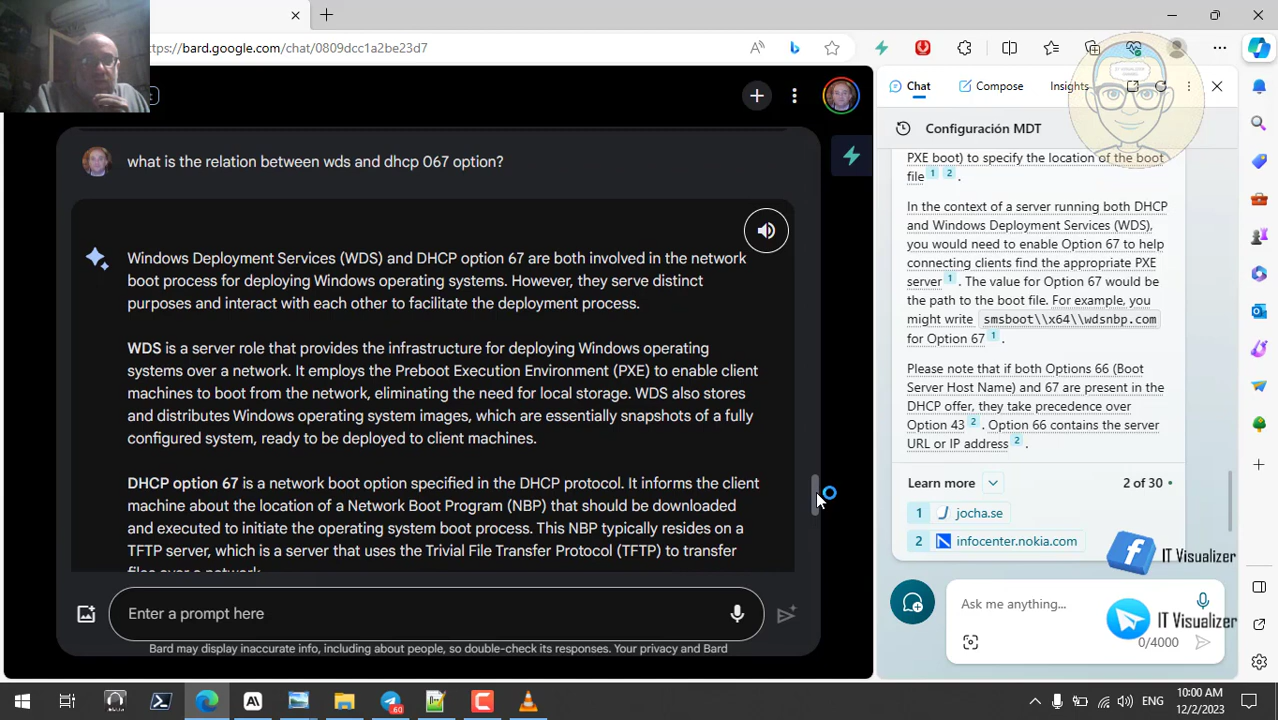 ttps://bard.google.com/chat/0809dcc1a2be23d7
what is the relation between wds and dhcp 067 option?
Windows Deployment Services (WDS) and DHCP option 67 are both involved in the network
boot process for deploying Windows operating systems. However, they serve distinct
purposes and interact with each other to facilitate the deployment process.
WDS is a server role that provides the infrastructure for deploying Windows operating
systems over a network. It employs the Preboot Execution Environment (PXE) to enable client
machines to boot from the network, eliminating the need for local storage. WDS also stores
and distributes Windows operating system images, which are essentially snapshots of a fully
configured system, ready to be deployed to client machines.
DHCP option 67 is a network boot option specified in the DHCP protocol. It informs the client
machine about the location of a Network Boot Program (NBP) that should be downloaded
and executed to initiate the operating system boot process. This NBP typically resides on a
TFTP server, which is a server that uses the Trivial File Transfer Protocol (TFTP) to transfer
files over a network.
Enter a prompt here
Bard may display inaccurate info, including about people, so double-check its responses. Your privacy and Bard
Chat Compose Insights
Configuración MDT
PXE boot) to specify the location of the boot
file 1 2 .
In the context of a server running both DHCP
and Windows Deployment Services (WDS),
you would need to enable Option 67 to help
connecting clients find the appropriate PXE
server 1 . The value for Option 67 would be
the path to the boot file. For example, you
might write smsboot\\x64\\wdsnbp.com
for Option 67 1 .
Please note that if both Options 66 (Boot
Server Host Name) and 67 are present in the
DHCP offer, they take precedence over
Option 43 2 . Option 66 contains the server
URL or IP address 2 .
Learn more 2 of 30
1 jocha.se
2 infocenter.nokia.com
IT Visualizer
Ask me anything...
IT Visualizer
0/4000
60
ENG
10:00 AM
12/2/2023